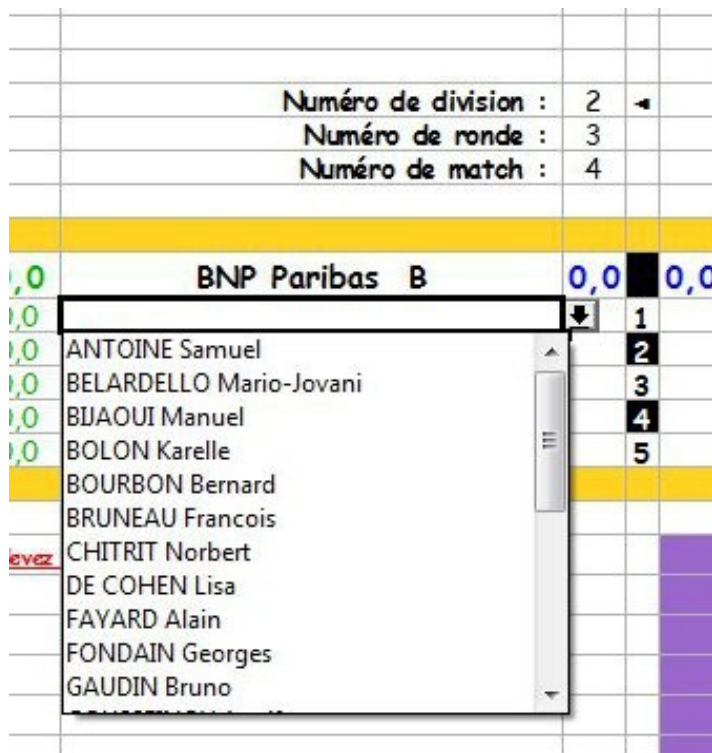 Numéro de division : 2 ◄
Numéro de ronde : 3
Numéro de match : 4
,0 BNP Paribas B 0,0 0,0
,0 1
,0 ANTOINE Samuel 2
,0 BELARDELLO Mario-Jovani 3
,0 BIJAOUI Manuel 4
,0 BOLON Karelle 5
BOURBON Bernard
BRUNEAU Francois
evez CHITRIT Norbert
DE COHEN Lisa
FAYARD Alain
FONDAIN Georges
GAUDIN Bruno